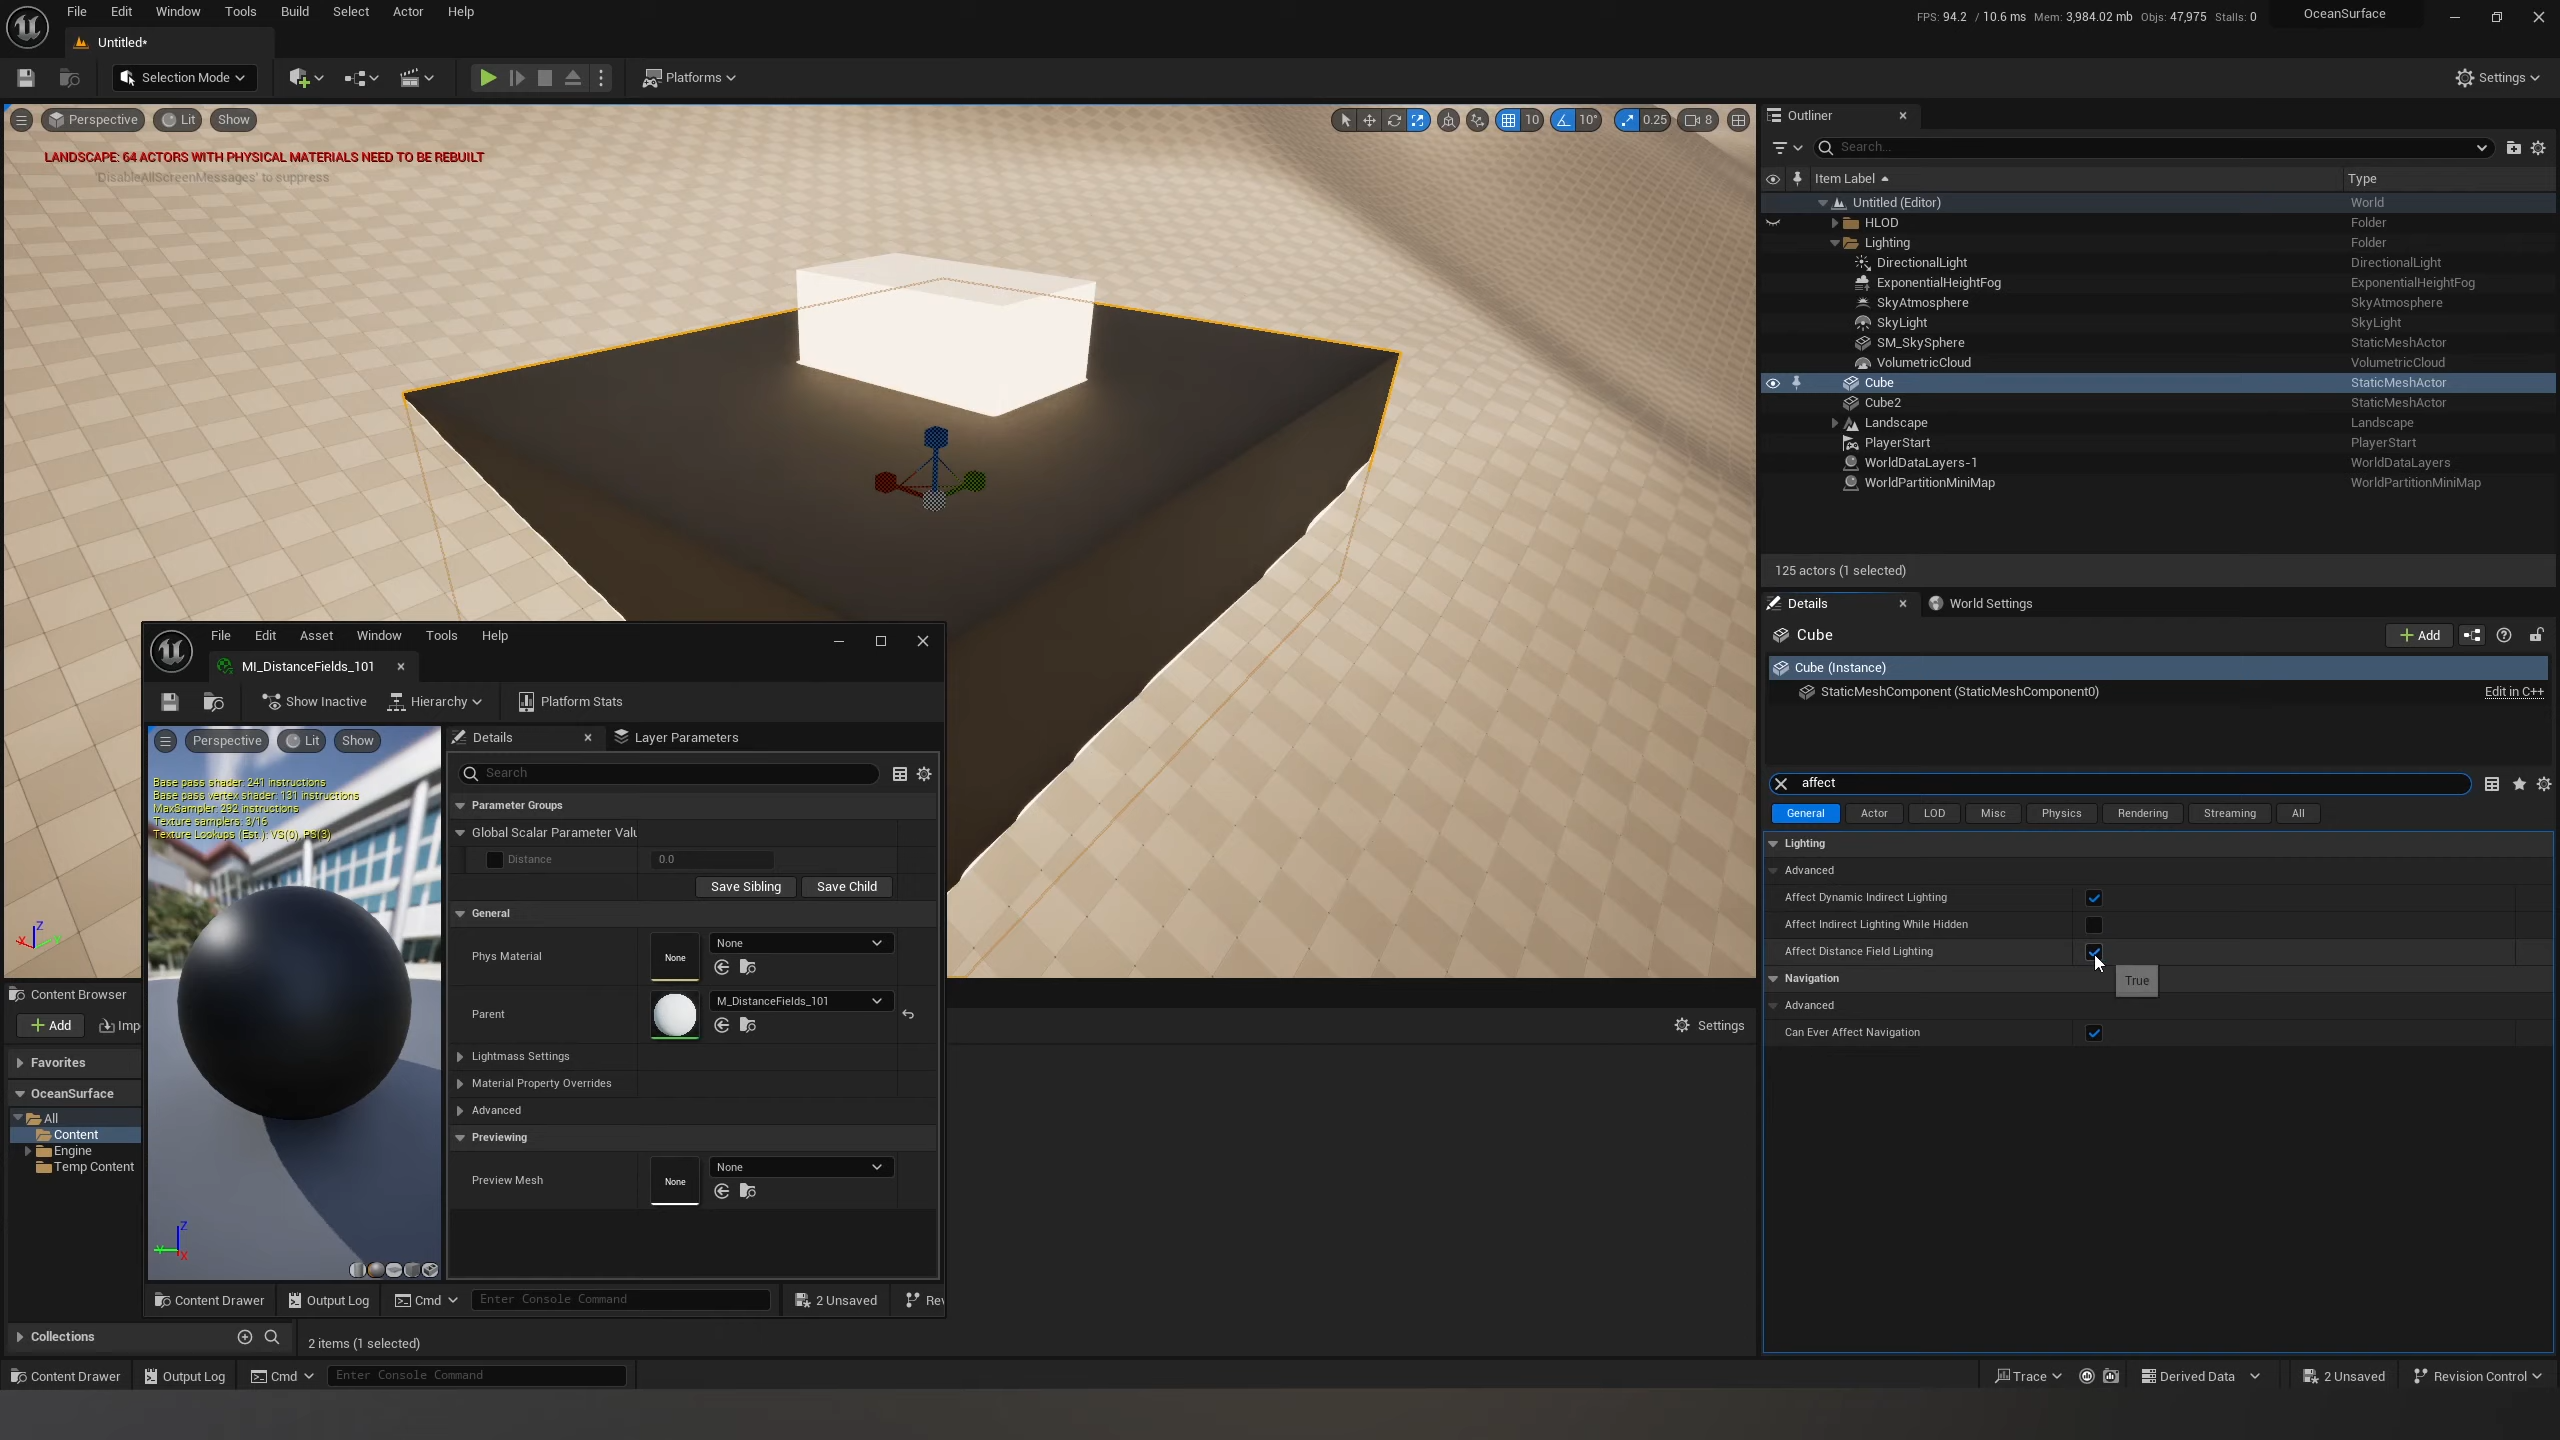 File Edit Window Tools Build Select Actor Help
FPS: 94.2 / 10.6 ms Mem: 3,984.02 mb Objs: 47,975 Stalls: 0
OceanSurface
Untitled*
Selection Mode
Platforms
Settings
Perspective
Lit
Show
10
10°
0.25
8
LANDSCAPE: 64 ACTORS WITH PHYSICAL MATERIALS NEED TO BE REBUILT
'DisableAllScreenMessages' to suppress
Outliner
Search...
Item Label
Type
Untitled (Editor) World
HLOD Folder
Lighting Folder
DirectionalLight DirectionalLight
ExponentialHeightFog ExponentialHeightFog
SkyAtmosphere SkyAtmosphere
SkyLight SkyLight
SM_SkySphere StaticMeshActor
VolumetricCloud VolumetricCloud
Cube StaticMeshActor
Cube2 StaticMeshActor
Landscape Landscape
PlayerStart PlayerStart
WorldDataLayers-1 WorldDataLayers
WorldPartitionMiniMap WorldPartitionMiniMap
125 actors (1 selected)
Details
World Settings
Cube
Add
Cube (Instance)
StaticMeshComponent (StaticMeshComponent0)
Edit in C++
affect
General Actor LOD Misc Physics Rendering Streaming All
Lighting
Advanced
Affect Dynamic Indirect Lighting
Affect Indirect Lighting While Hidden
Affect Distance Field Lighting
Navigation
True
Advanced
Can Ever Affect Navigation
File Edit Asset Window Tools Help
MI_DistanceFields_101
Show Inactive
Hierarchy
Platform Stats
Perspective
Lit
Show
Base pass shader: 241 instructions
Base pass vertex shader: 131 instructions
MaxSampler: 292 instructions
Texture samplers: 3/16
Texture Lookups (Est.): VS(0), PS(3)
Details
Layer Parameters
Search
Parameter Groups
Global Scalar Parameter Valu
Distance
0.0
Save Sibling
Save Child
General
Phys Material
None
None
Parent
M_DistanceFields_101
Lightmass Settings
Material Property Overrides
Advanced
Previewing
Preview Mesh
None
None
Z
Y
X
Content Drawer
Output Log
Cmd
Enter Console Command
2 Unsaved
Rev
Z
X
Y
Content Browser
Add
Imp
Settings
Favorites
OceanSurface
All
Content
Engine
Temp Content
Collections
2 items (1 selected)
Content Drawer
Output Log
Cmd
Enter Console Command
Trace
Derived Data
2 Unsaved
Revision Control